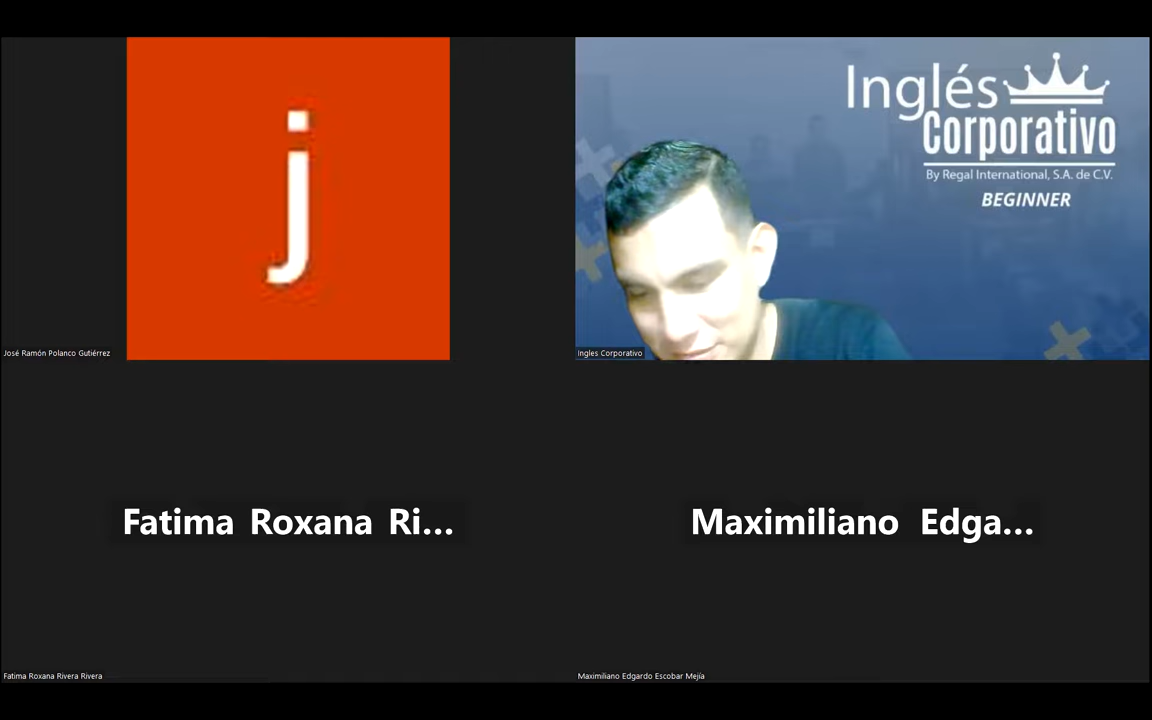 j
José Ramón Polanco Gutiérrez
Inglés
Corporativo
By Regal International, S.A. de C.V.
BEGINNER
Ingles Corporativo
Fatima Roxana Ri...
Maximiliano Edga...
Fatima Roxana Rivera Rivera
Maximiliano Edgardo Escobar Mejía